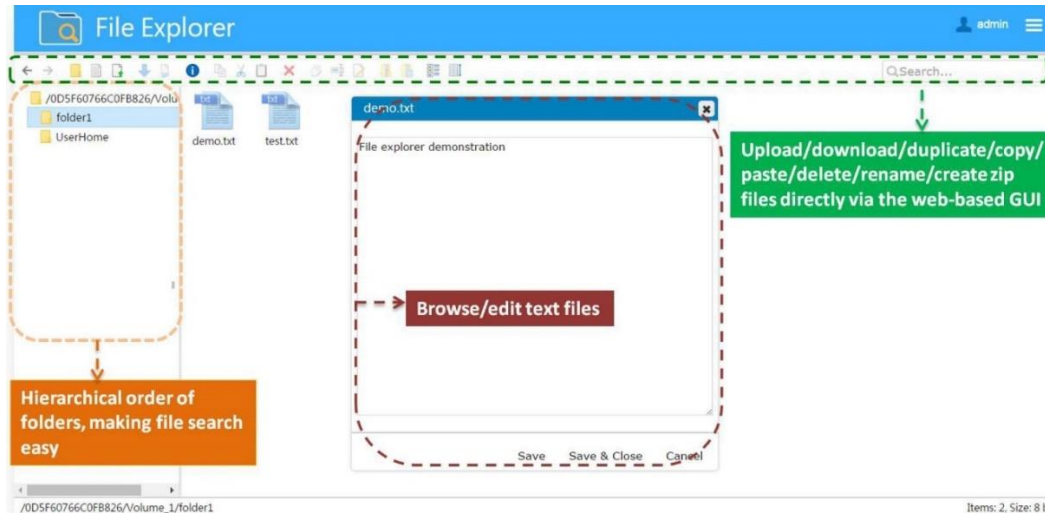 File Explorer
admin
Search...
/0D5F60766C0FB826/Volu
folder1
UserHome
txt
demo.txt
txt
test.txt
demo.txt
File explorer demonstration
Upload/download/duplicate/copy/
paste/delete/rename/create zip
files directly via the web-based GUI
Browse/edit text files
Hierarchical order of
folders, making file search
easy
Save Save & Close Cancel
/0D5F60766C0FB826/Volume_1/folder1
Items: 2, Size: 8 b